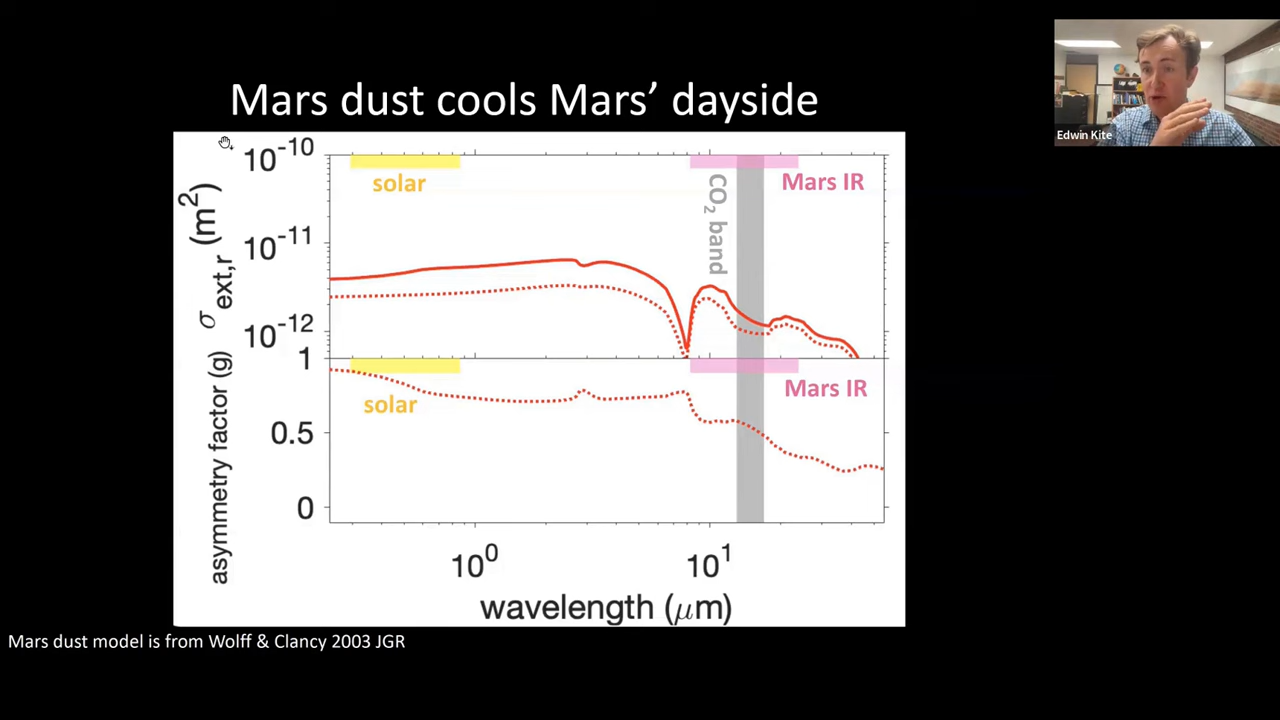 Mars dust cools Mars’ dayside
Edwin Kite
10⁻¹⁰
10⁻¹¹
10⁻¹²
σ ext,r (m²)
solar
CO₂ band
Mars IR
1
0.5
0
asymmetry factor (g)
solar
Mars IR
10⁰
10¹
wavelength (μm)
Mars dust model is from Wolff & Clancy 2003 JGR